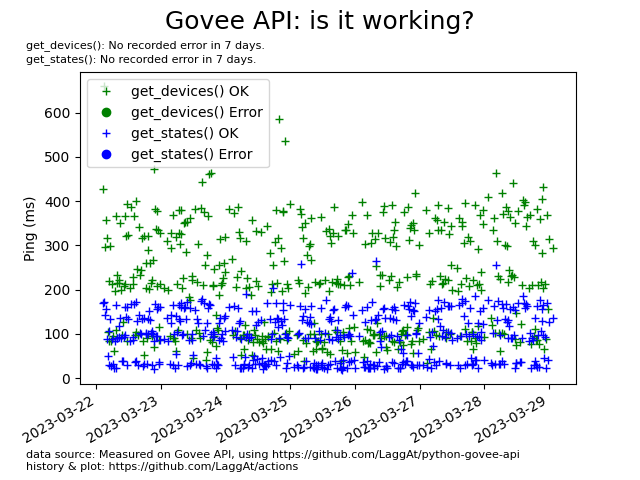 Govee API: is it working?
get_devices(): No recorded error in 7 days.
get_states(): No recorded error in 7 days.
get_devices() OK
get_devices() Error
get_states() OK
get_states() Error
Ping (ms)
600
500
400
300
200
100
0
2023-03-22
2023-03-23
2023-03-24
2023-03-25
2023-03-26
2023-03-27
2023-03-28
2023-03-29
data source: Measured on Govee API, using https://github.com/LaggAt/python-govee-api
history & plot: https://github.com/LaggAt/actions